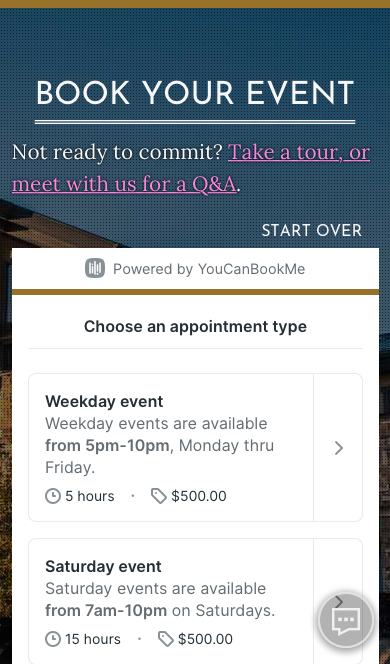 BOOK YOUR EVENT
Not ready to commit? Take a tour, or
meet with us for a Q&A.
START OVER
Powered by YouCanBookMe
Choose an appointment type
Weekday event
Weekday events are available
from 5pm-10pm, Monday thru
Friday.
5 hours · $500.00
Saturday event
Saturday events are available
from 7am-10pm on Saturdays.
15 hours · $500.00